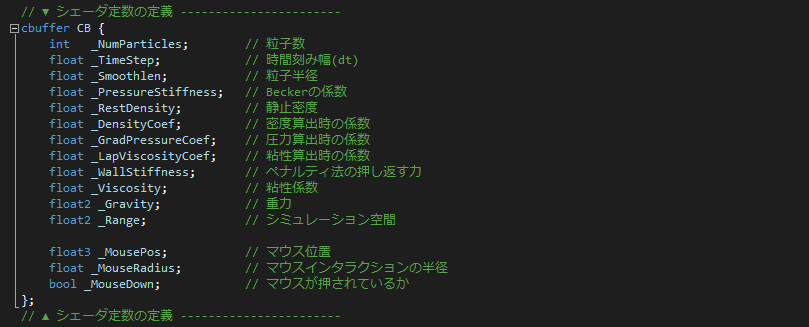 // ▼ シェーダ定数の定義 -----------------------
cbuffer CB {
int _NumParticles; // 粒子数
float _TimeStep; // 時間刻み幅(dt)
float _Smoothlen; // 粒子半径
float _PressureStiffness; // Beckerの係数
float _RestDensity; // 静止密度
float _DensityCoef; // 密度算出時の係数
float _GradPressureCoef; // 圧力算出時の係数
float _LapViscosityCoef; // 粘性算出時の係数
float _WallStiffness; // ペナルティ法の押し返す力
float _Viscosity; // 粘性係数
float2 _Gravity; // 重力
float2 _Range; // シミュレーション空間
float3 _MousePos; // マウス位置
float _MouseRadius; // マウスインタラクションの半径
bool _MouseDown; // マウスが押されているか
};
// ▲ シェーダ定数の定義 -----------------------